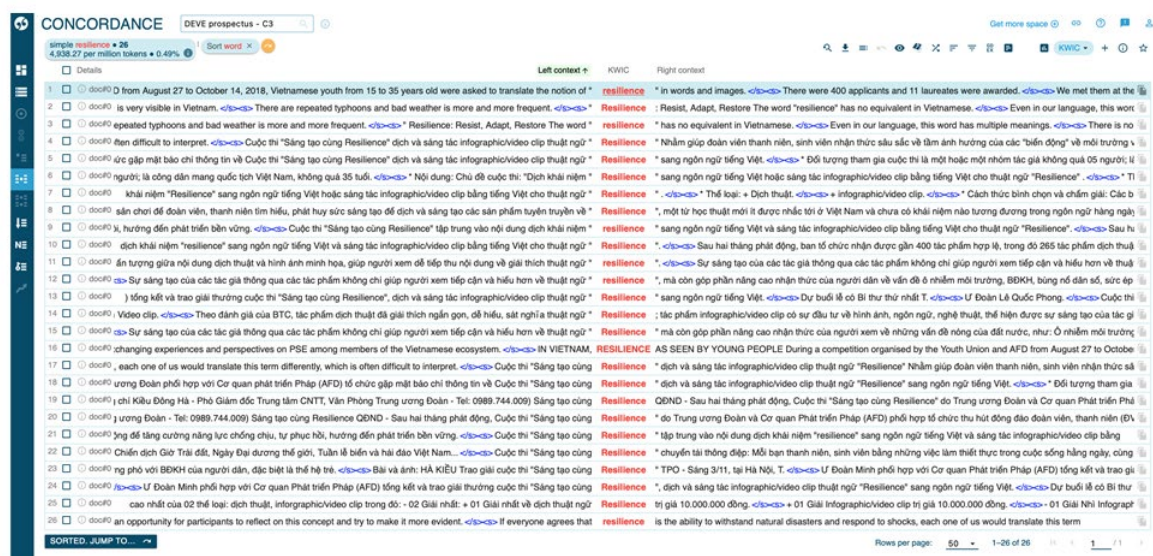 CONCORDANCE DEVE prospectus - C3 Get more space
simple resilience • 26
4,938.27 per million tokens • 0.49% Sort word × KWIC
Details Left context KWIC Right context
1 doc#0 D from August 27 to October 14, 2018, Vietnamese youth from 15 to 35 years old were asked to translate the notion of " resilience " in words and images. </s><s> There were 400 applicants and 11 laureates were awarded. </s><s> We met them at the
2 doc#0 is very visible in Vietnam. </s><s> There are repeated typhoons and bad weather is more and more frequent. </s><s> " Resilience : Resist, Adapt, Restore The word "resilience" has no equivalent in Vietnamese. </s><s> Even in our language, this word
3 doc#0 epeated typhoons and bad weather is more and more frequent. </s><s> " Resilience: Resist, Adapt, Restore The word " resilience " has no equivalent in Vietnamese. </s><s> Even in our language, this word has multiple meanings. </s><s> There is no
4 doc#0 ften difficult to interpret. </s><s> Cuộc thi "Sáng tạo cùng Resilience" dịch và sáng tác infographic/video clip thuật ngữ " Resilience " Nhằm giúp đoàn viên thanh niên, sinh viên nhận thức sâu sắc về tầm ảnh hưởng của các "biến động" về môi trường v
5 doc#0 ức gặp mặt báo chí thông tin về Cuộc thi "Sáng tạo cùng Resilience" dịch và sáng tác infographic/video clip thuật ngữ " Resilience " sang ngôn ngữ tiếng Việt. </s><s> * Đối tượng tham gia cuộc thi là một hoặc một nhóm tác giả không quá 05 người; là
6 doc#0 người; là công dân mang quốc tịch Việt Nam, không quá 35 tuổi. </s><s> * Nội dung: Chủ đề cuộc thi: "Dịch khái niệm " Resilience " sang ngôn ngữ tiếng Việt hoặc sáng tác infographic/video clip bằng tiếng Việt cho thuật ngữ "Resilience" . </s><s> * Th
7 doc#0 khái niệm "Resilience" sang ngôn ngữ tiếng Việt hoặc sáng tác infographic/video clip bằng tiếng Việt cho thuật ngữ " Resilience " . </s><s> * Thể loại: + Dịch thuật. </s><s> + infographic/video clip. </s><s> * Cách thức bình chọn và chấm giải: Các b
8 doc#0 sân chơi để đoàn viên, thanh niên tìm hiểu, phát huy sức sáng tạo để dịch và sáng tạo các sản phẩm tuyên truyền về " Resilience ", một từ học thuật mới ít được nhắc tới ở Việt Nam và chưa có khái niệm nào tương đương trong ngôn ngữ hàng ngày
9 doc#0 i, hướng đến phát triển bền vững. </s><s> Cuộc thi "Sáng tạo cùng Resilience" tập trung vào nội dung dịch khái niệm " resilience " sang ngôn ngữ tiếng Việt và sáng tác infographic/video clip bằng tiếng Việt cho thuật ngữ "Resilience". </s><s> Sau h
10 doc#0 dịch khái niệm "resilience" sang ngôn ngữ tiếng Việt và sáng tác infographic/video clip bằng tiếng Việt cho thuật ngữ " Resilience ". </s><s> Sau hai tháng phát động, ban tổ chức nhận được gần 400 tác phẩm hợp lệ, trong đó 265 tác phẩm dịch thuậ
11 doc#0 ấn tượng giữa nội dung dịch thuật và hình ảnh minh họa, giúp người xem dễ tiếp thu nội dung về giải thích thuật ngữ " resilience ". </s><s> Sự sáng tạo của các tác giả thông qua các tác phẩm không chỉ giúp người xem tiếp cận và hiểu hơn về thuật
12 doc#0 <s> Sự sáng tạo của các tác giả thông qua các tác phẩm không chỉ giúp người xem tiếp cận và hiểu hơn về thuật ngữ " resilience ", mà còn góp phần nâng cao nhận thức của người dân về vấn đề ô nhiễm môi trường, BĐKH, bùng nổ dân số, sức ép
13 doc#0 ) tổng kết và trao giải thưởng cuộc thi "Sáng tạo cùng Resilience", dịch và sáng tác infographic/video clip thuật ngữ " Resilience " sang ngôn ngữ tiếng Việt. </s><s> Dự buổi lễ có Bí thư thứ nhất T. </s><s> Ư Đoàn Lê Quốc Phong. </s><s> Cuộc thi
14 doc#0 Video clip. </s><s> Theo đánh giá của BTC, tác phẩm dịch thuật đã giải thích ngắn gọn, dễ hiểu, sát nghĩa thuật ngữ " Resilience ; tác phẩm infographic/video clip có sự đầu tư về hình ảnh, ngôn ngữ, nghệ thuật, thể hiện được sự sáng tạo của tác gi
15 doc#0 <s> Sự sáng tạo của các tác giả thông qua các tác phẩm không chỉ giúp người xem tiếp cận và hiểu hơn về thuật ngữ " Resilience " mà còn góp phần nâng cao nhận thức của người xem về những vấn đề nóng của đất nước, như: Ô nhiễm môi trường
16 doc#0 changing experiences and perspectives on PSE among members of the Vietnamese ecosystem. </s><s> IN VIETNAM, RESILIENCE AS SEEN BY YOUNG PEOPLE During a competition organised by the Youth Union and AFD from August 27 to October
17 doc#0 , each one of us would translate this term differently, which is often difficult to interpret. </s><s> Cuộc thi "Sáng tạo cùng Resilience " dịch và sáng tác infographic/video clip thuật ngữ "Resilience" Nhằm giúp đoàn viên thanh niên, sinh viên nhận thức sâ
18 doc#0 ương Đoàn phối hợp với Cơ quan phát triển Pháp (AFD) tổ chức gặp mặt báo chí thông tin về Cuộc thi "Sáng tạo cùng Resilience " dịch và sáng tác infographic/video clip thuật ngữ "Resilience" sang ngôn ngữ tiếng Việt. </s><s> * Đối tượng tham gia
19 doc#0 chí Kiều Đông Hà - Phó Giám đốc Trung tâm CNTT, Văn Phòng Trung ương Đoàn - Tel: 0989.744.009) Sáng tạo cùng Resilience QĐND - Sau hai tháng phát động, Cuộc thi "Sáng tạo cùng Resilience" do Trung ương Đoàn và Cơ quan Phát triển Phá
20 doc#0 ương Đoàn - Tel: 0989.744.009) Sáng tạo cùng Resilience QĐND - Sau hai tháng phát động, Cuộc thi "Sáng tạo cùng Resilience " do Trung ương Đoàn và Cơ quan Phát triển Pháp (AFD) phối hợp tổ chức thu hút đông đảo đoàn viên, thanh niên (ĐV
21 doc#0 ng để tăng cường năng lực chống chịu, tự phục hồi, hướng đến phát triển bền vững. </s><s> Cuộc thi "Sáng tạo cùng Resilience " tập trung vào nội dung dịch khái niệm "resilience" sang ngôn ngữ tiếng Việt và sáng tác infographic/video clip bằng
22 doc#0 Chiến dịch Giờ Trái đất, Ngày Đại dương thế giới, Tuần lễ biển và hải đảo Việt Nam... </s><s> Cuộc thi "Sáng tạo cùng Resilience " chuyển tải thông điệp: Mỗi bạn thanh niên, sinh viên bằng những việc làm thiết thực trong cuộc sống hằng ngày, cùng
23 doc#0 ng phó với BĐKH của người dân, đặc biệt là thế hệ trẻ. </s><s> Bài và ảnh: HÀ KIỀU Trao giải cuộc thi "Sáng tạo cùng Resilience " TPO - Sáng 3/11, tại Hà Nội, T. </s><s> Ư Đoàn Minh phối hợp với Cơ quan Phát triển Pháp (AFD) tổng kết và trao giả
24 doc#0 </s><s> Ư Đoàn Minh phối hợp với Cơ quan Phát triển Pháp (AFD) tổng kết và trao giải thưởng cuộc thi "Sáng tạo cùng Resilience ", dịch và sáng tác infographic/video clip thuật ngữ "Resilience" sang ngôn ngữ tiếng Việt. </s><s> Dự buổi lễ có Bí thư
25 doc#0 cao nhất của 02 thể loại: dịch thuật, inforgraphic/video clip trong đó: - 02 Giải nhất: + 01 Giải nhất về dịch thuật ngữ Resilience trị giá 10.000.000 đồng. </s><s> + 01 Giải Infographic/video clip trị giá 10.000.000 đồng. </s><s> - 01 Giải Nhì Infograph
26 doc#0 an opportunity for participants to reflect on this concept and try to make it more evident. </s><s> If everyone agrees that resilience is the ability to withstand natural disasters and respond to shocks, each one of us would translate this term
SORTED. JUMP TO... Rows per page: 50 1–26 of 26 1 / 1